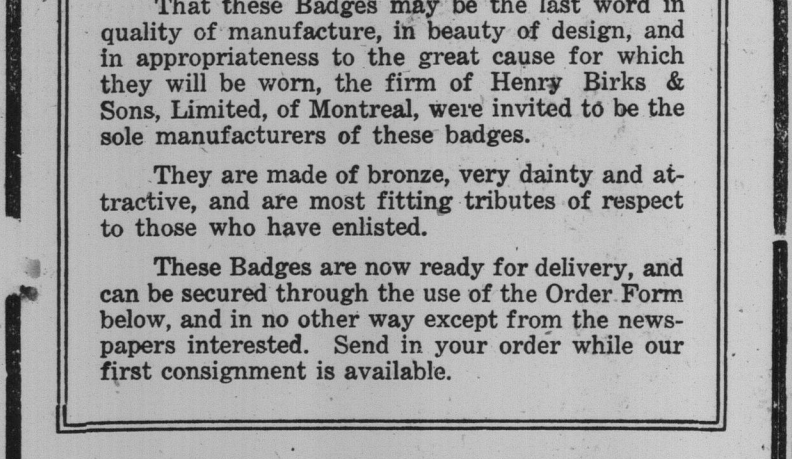 That these Badges may be the last word in
quality of manufacture, in beauty of design, and
in appropriateness to the great cause for which
they will be worn, the firm of Henry Birks &
Sons, Limited, of Montreal, were invited to be the
sole manufacturers of these badges.
They are made of bronze, very dainty and at-
tractive, and are most fitting tributes of respect
to those who have enlisted.
These Badges are now ready for delivery, and
can be secured through the use of the Order Form
below, and in no other way except from the news-
papers interested. Send in your order while our
first consignment is available.